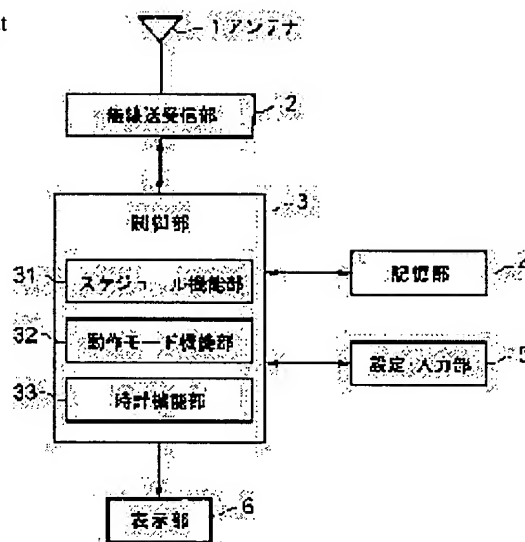 t
1 アンテナ
無線送受信部
2
3
制御部
31
スケジュール機能部
32
動作モード機能部
33
時計機能部
記憶部
4
設定・入力部
5
6
表示部